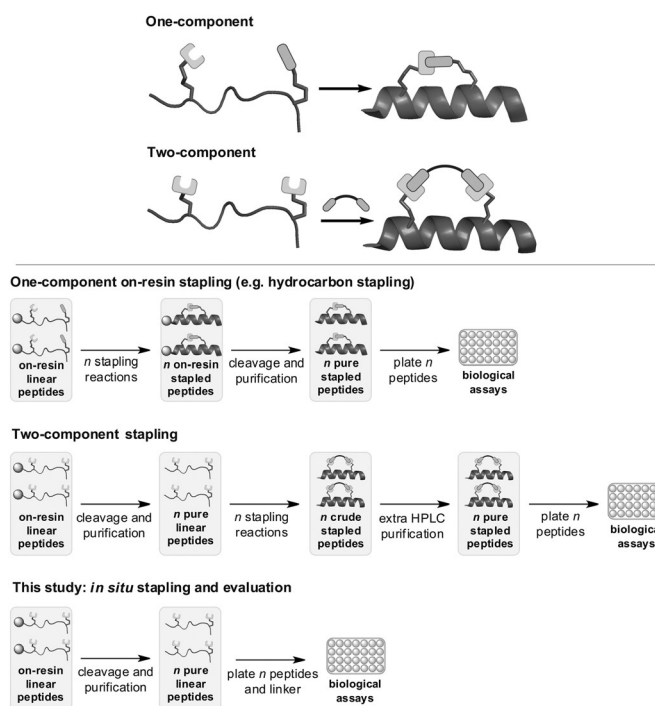 One-component
Two-component
One-component on-resin stapling (e.g. hydrocarbon stapling)
on-resin
linear
peptides
n stapling
reactions
n on-resin
stapled
peptides
cleavage and
purification
n pure
stapled
peptides
plate n
peptides
biological
assays
Two-component stapling
on-resin
linear
peptides
cleavage and
purification
n pure
linear
peptides
n stapling
reactions
n crude
stapled
peptides
extra HPLC
purification
n pure
stapled
peptides
plate n
peptides
biological
assays
This study: in situ stapling and evaluation
on-resin
linear
peptides
cleavage and
purification
n pure
linear
peptides
plate n peptides
and linker
biological
assays